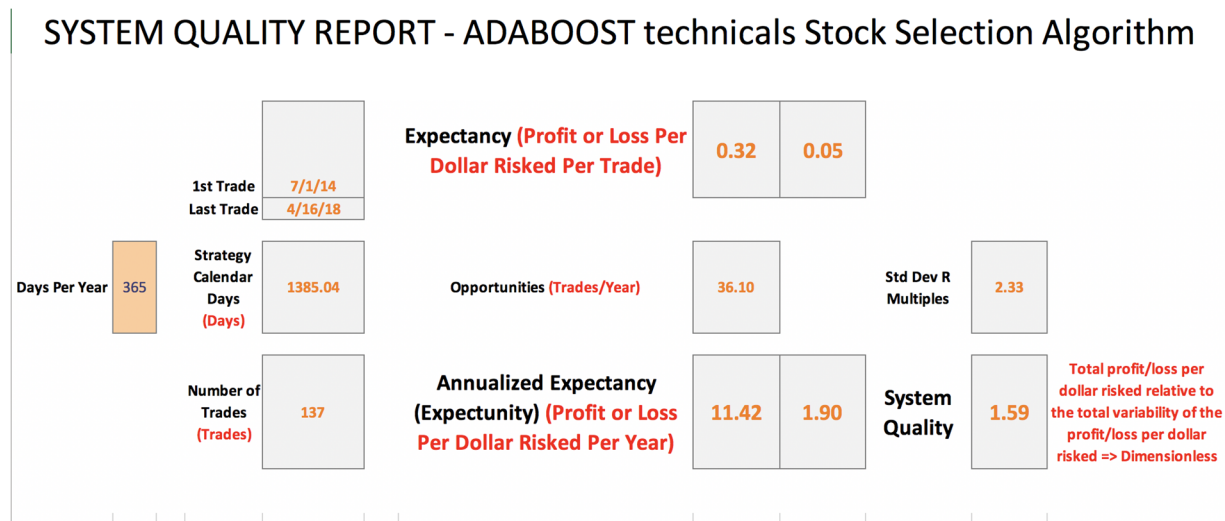 SYSTEM QUALITY REPORT - ADABOOST technicals Stock Selection Algorithm
Expectancy (Profit or Loss Per
Dollar Risked Per Trade)
0.32
0.05
1st Trade
7/1/14
Last Trade
4/16/18
Days Per Year
365
Strategy
Calendar
Days
(Days)
1385.04
Opportunities (Trades/Year)
36.10
Std Dev R
Multiples
2.33
Number of
Trades
(Trades)
137
Annualized Expectancy
(Expectunity) (Profit or Loss
Per Dollar Risked Per Year)
11.42
1.90
System
Quality
1.59
Total profit/loss per
dollar risked relative to
the total variability of the
profit/loss per dollar
risked => Dimensionless